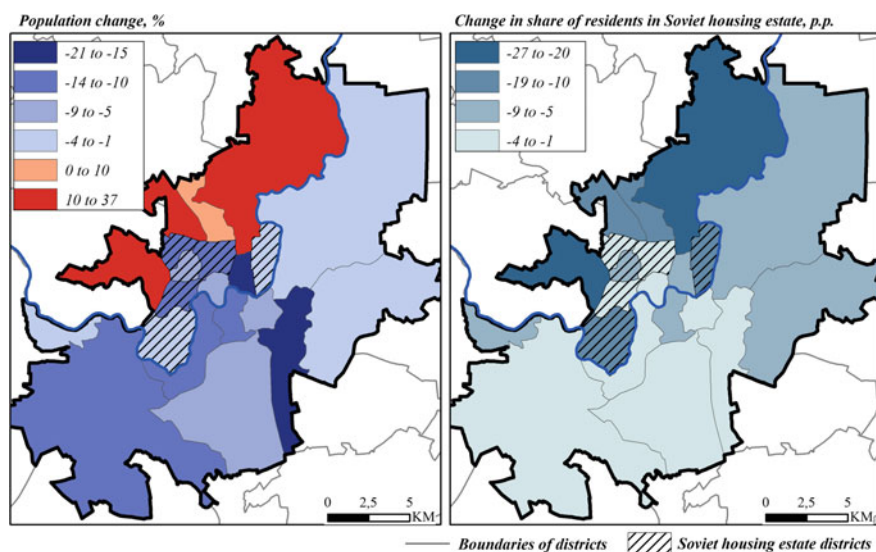 Population change, %
-21 to -15
-14 to -10
-9 to -5
-4 to -1
0 to 10
10 to 37
0 2,5 5
KM
Change in share of residents in Soviet housing estate, p.p.
-27 to -20
-19 to -10
-9 to -5
-4 to -1
0 2,5 5
KM
Boundaries of districts
Soviet housing estate districts